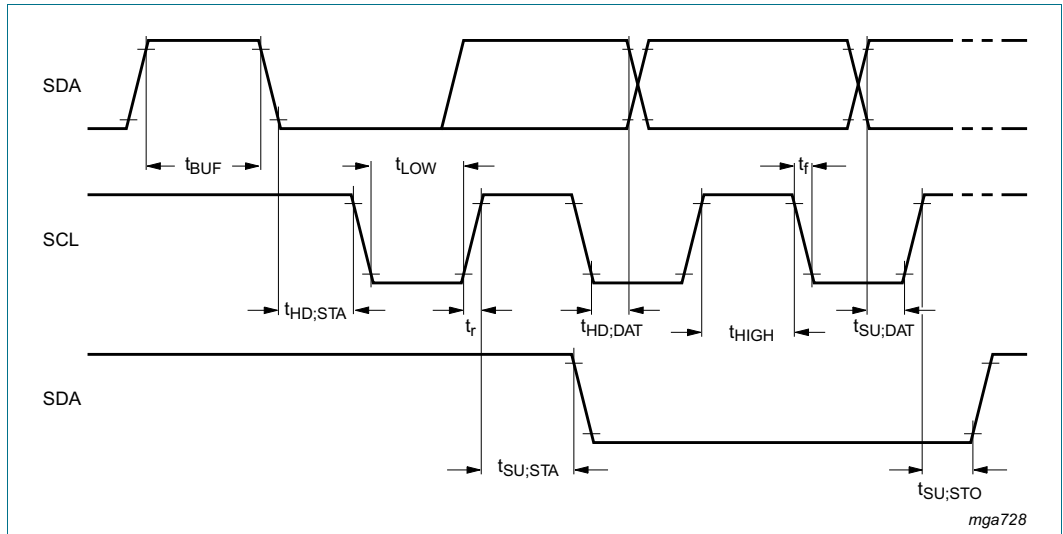 SDA
tBUF
tLOW
tf
SCL
tHD;STA
tr
tHD;DAT
tHIGH
tSU;DAT
SDA
tSU;STA
tSU;STO
mga728